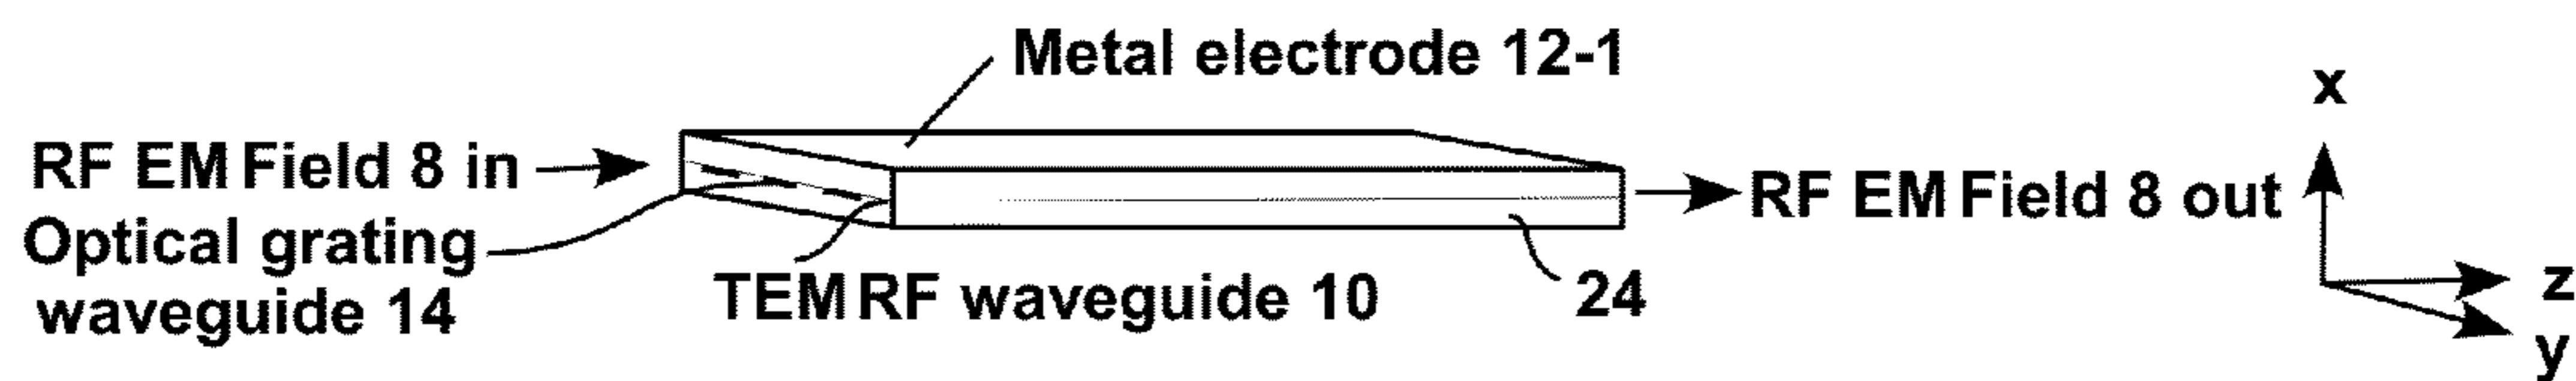 Metal electrode 12-1
x
RF EM Field 8 in
RF EM Field 8 out
Optical grating
waveguide 14
TEM RF waveguide 10
24
z
y